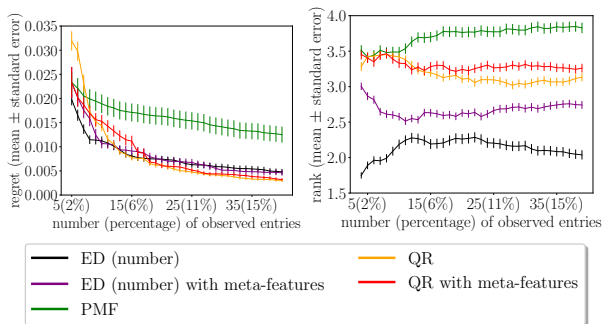 regret (mean ± standard error)
0.035
0.030
0.025
0.020
0.015
0.010
0.005
0.000
5(2%) 15(6%) 25(11%) 35(15%)
number (percentage) of observed entries
rank (mean ± standard error)
4.0
3.5
3.0
2.5
2.0
1.5
5(2%) 15(6%) 25(11%) 35(15%)
number (percentage) of observed entries
ED (number)
ED (number) with meta-features
PMF
QR
QR with meta-features